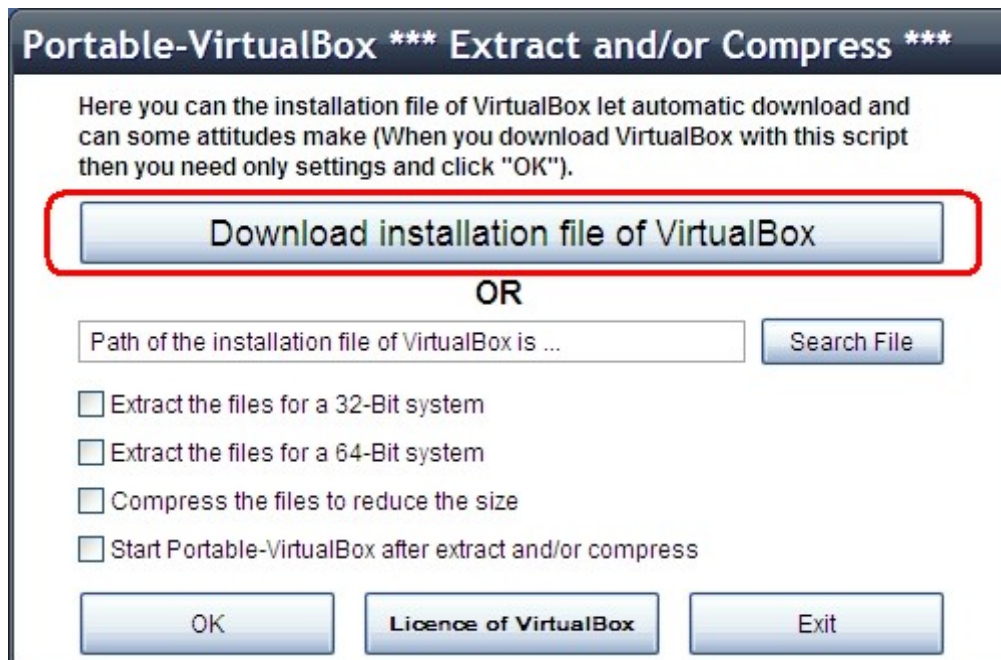 Portable-VirtualBox *** Extract and/or Compress ***
Here you can the installation file of VirtualBox let automatic download and
can some attitudes make (When you download VirtualBox with this script
then you need only settings and click "OK").
Download installation file of VirtualBox
OR
Path of the installation file of VirtualBox is ... Search File
Extract the files for a 32-Bit system
Extract the files for a 64-Bit system
Compress the files to reduce the size
Start Portable-VirtualBox after extract and/or compress
OK Licence of VirtualBox Exit